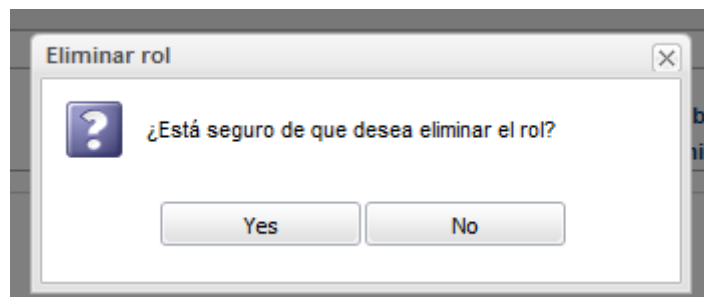 Eliminar rol
¿Está seguro de que desea eliminar el rol?
Yes
No